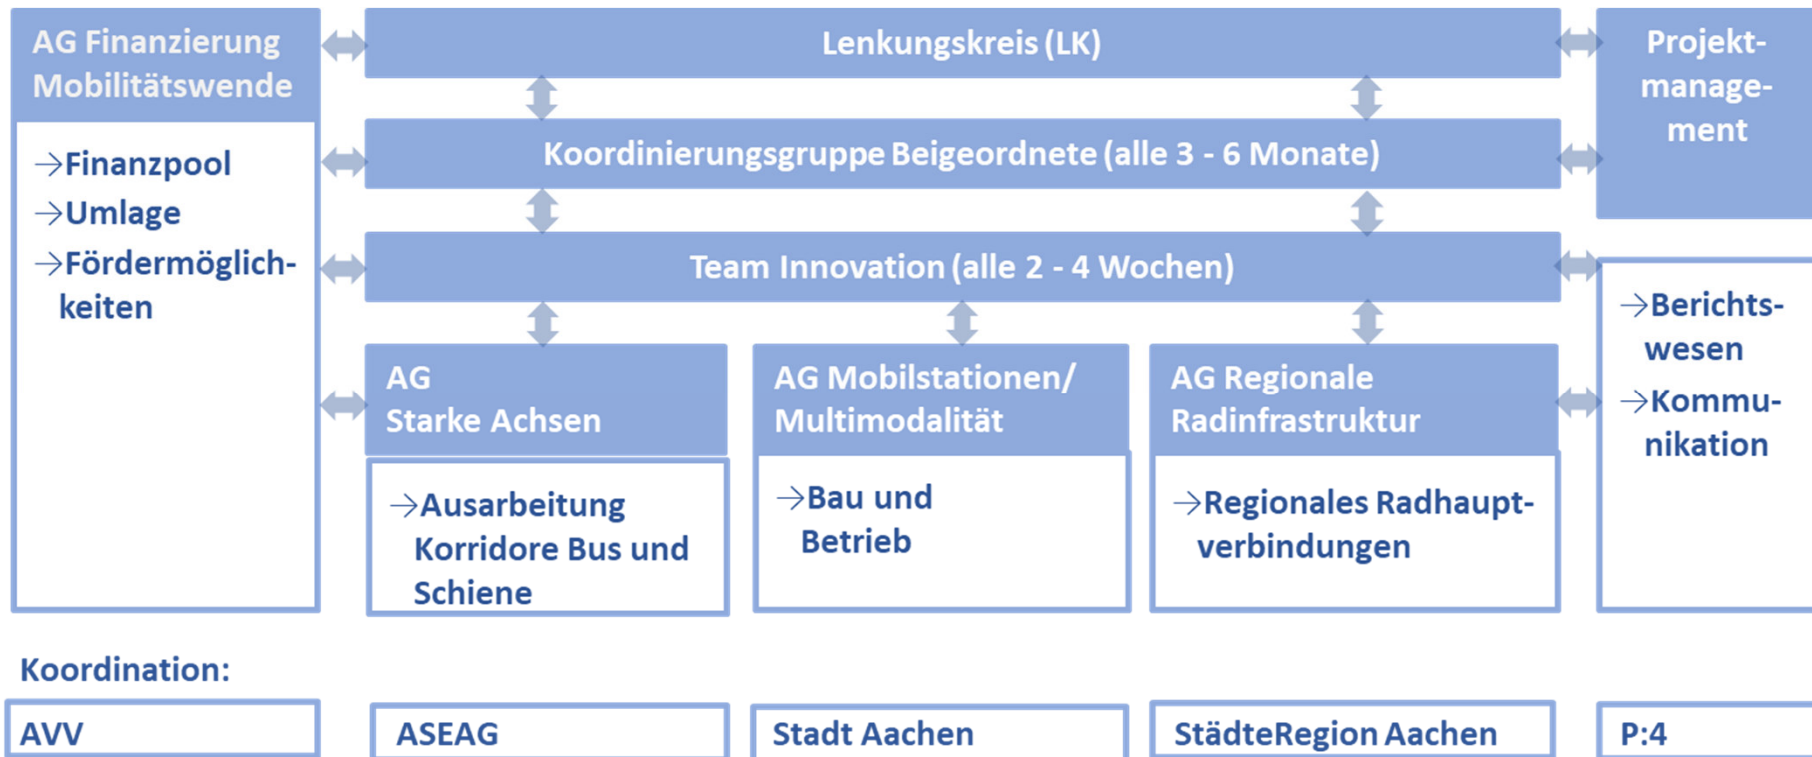 AG Finanzierung
Mobilitätswende
→Finanzpool
→Umlage
→Fördermöglich-
keiten
Lenkungskreis (LK)
Koordinierungsgruppe Beigeordnete (alle 3 - 6 Monate)
Team Innovation (alle 2 - 4 Wochen)
AG
Starke Achsen
→Ausarbeitung
Korridore Bus und
Schiene
AG Mobilstationen/
Multimodalität
→Bau und
Betrieb
AG Regionale
Radinfrastruktur
→Regionales Radhaupt-
verbindungen
Projekt-
manage-
ment
→Berichts-
wesen
→Kommu-
nikation
Koordination:
AVV
ASEAG
Stadt Aachen
StädteRegion Aachen
P:4